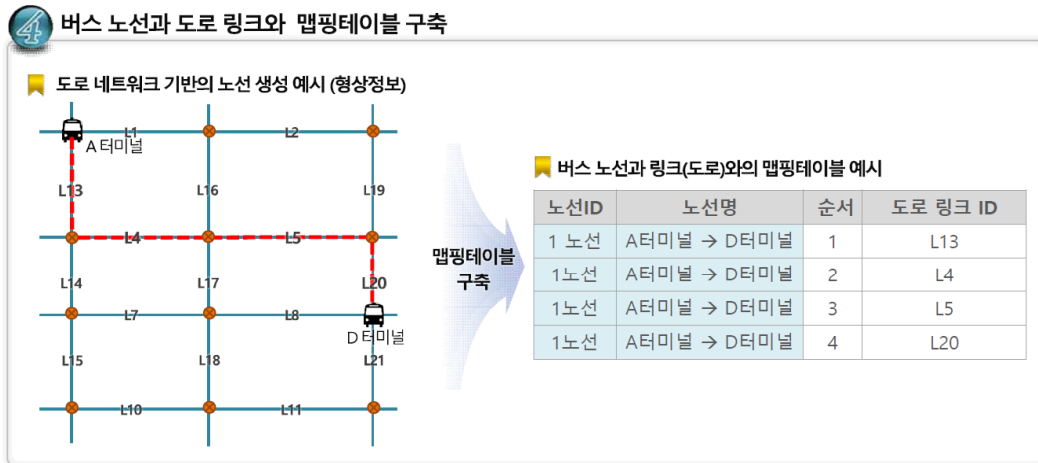 4 버스 노선과 도로 링크와 맵핑테이블 구축
도로 네트워크 기반의 노선 생성 예시 (형상정보)
L1 L2
A 터미널
L13 L16 L19
L4 L5
L14 L17 L20
L7 L8
D 터미널
L15 L18 L21
L10 L11
맵핑테이블
구축
버스 노선과 링크(도로)와의 맵핑테이블 예시
노선ID 노선명 순서 도로 링크 ID
1 노선 A터미널 → D터미널 1 L13
1노선 A터미널 → D터미널 2 L4
1노선 A터미널 → D터미널 3 L5
1노선 A터미널 → D터미널 4 L20